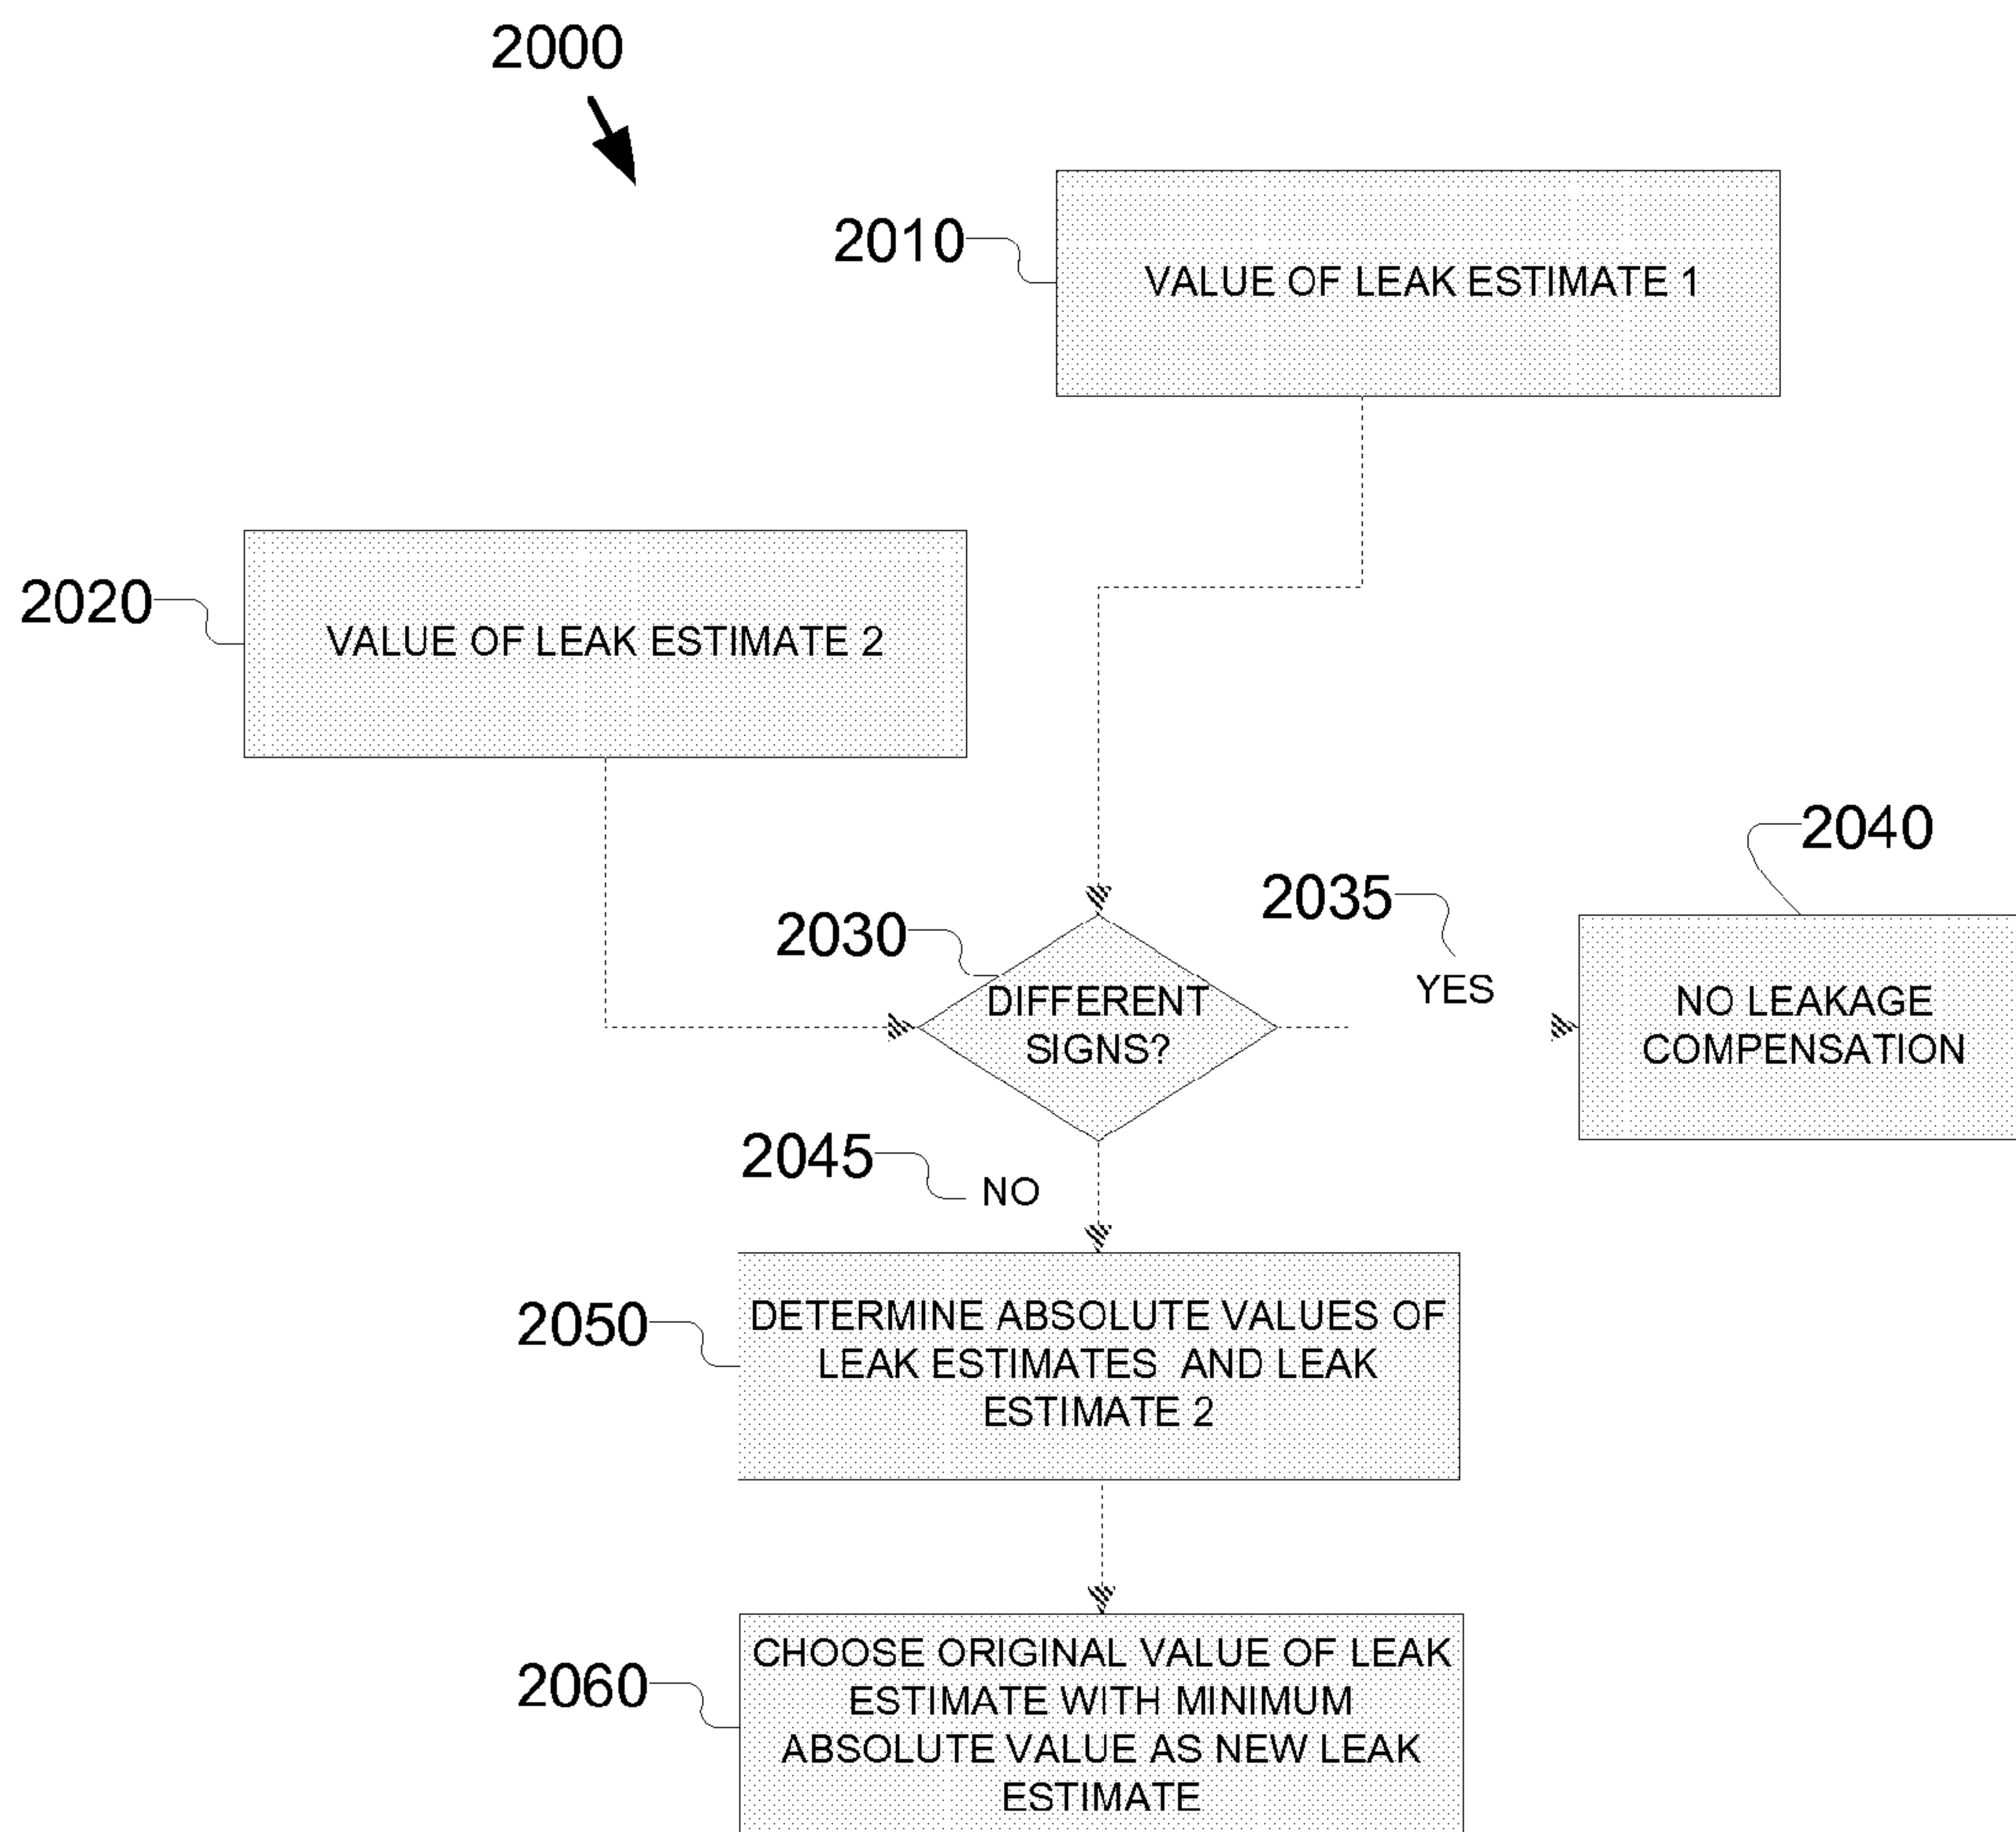 2000
2010
VALUE OF LEAK ESTIMATE 1
2020
VALUE OF LEAK ESTIMATE 2
2040
2035
2030
YES
DIFFERENT
SIGNS?
NO LEAKAGE
COMPENSATION
2045
NO
2050
DETERMINE ABSOLUTE VALUES OF
LEAK ESTIMATES AND LEAK
ESTIMATE 2
2060
CHOOSE ORIGINAL VALUE OF LEAK
ESTIMATE WITH MINIMUM
ABSOLUTE VALUE AS NEW LEAK
ESTIMATE